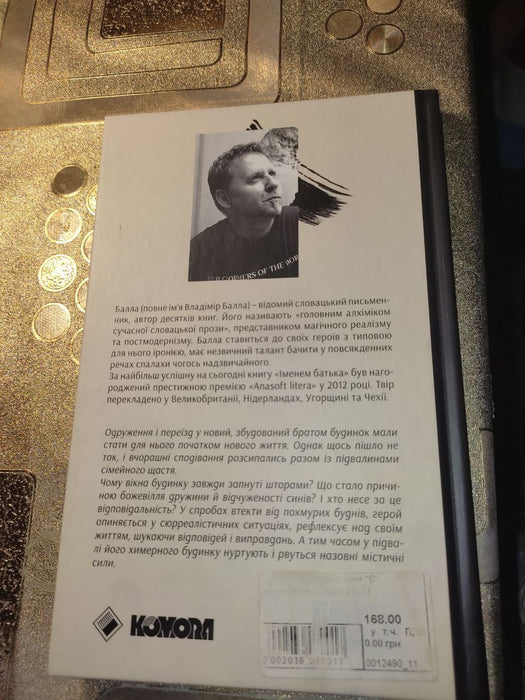 R CORNERS OF THE WOR
Балла (повне ім'я Владімір Балла) – відомий словацький письмен-
ник, автор десятків книг. Його називають «головним алхіміком
сучасної словацької прози», представником магічного реалізму
та постмодернізму. Балла ставиться до своїх героїв з типовою
для нього іронією, має незвичний талант бачити у повсякденних
речах спалахи чогось надзвичайного.
За найбільш успішну на сьогодні книгу «Іменем батька» був наго-
роджений престижною премією «Anasoft litera» у 2012 році. Твір
перекладено у Великобританії, Нідерландах, Угорщині та Чехії.
Одруження і переїзд у новий, збудований братом будинок мали
стати для нього початком нового життя. Однак щось пішло не
так, і вчорашні сподівання розсипались разом із підвалинами
сімейного щастя.
Чому вікна будинку завжди запнуті шторами? Що стало причи-
ною божевілля дружини й відчуженості синів? І хто несе за це
відповідальність? У спробах втекти від похмурих буднів, герой
опиняється у сюрреалістичних ситуаціях, рефлексує над своїм
життям, шукаючи відповідей і виправдань. А тим часом у підва-
лі його химерного будинку нуртують і рвуться назовні містичні
сили.
КОМОРА
168.00
у т.ч.
0.00 грн
0012490_11